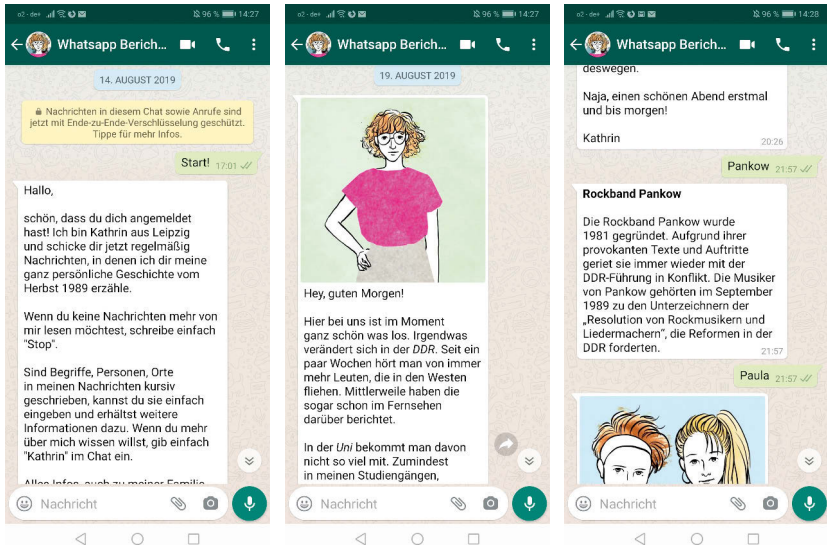 o2 - de+ 96 % 14:27
Whatsapp Berich...
14. AUGUST 2019
Nachrichten in diesem Chat sowie Anrufe sind
jetzt mit Ende-zu-Ende-Verschlüsselung geschützt.
Tippe für mehr Infos.
Start! 17:01
Hallo,
schön, dass du dich angemeldet
hast! Ich bin Kathrin aus Leipzig
und schicke dir jetzt regelmäßig
Nachrichten, in denen ich dir meine
ganz persönliche Geschichte vom
Herbst 1989 erzähle.
Wenn du keine Nachrichten mehr von
mir lesen möchtest, schreibe einfach
"Stop".
Sind Begriffe, Personen, Orte
in meinen Nachrichten kursiv
geschrieben, kannst du sie einfach
eingeben und erhältst weitere
Informationen dazu. Wenn du mehr
über mich wissen willst, gib einfach
"Kathrin" im Chat ein.
Alles Infos, auch zu meiner Familie
Nachricht
o2 - de+ 96 % 14:27
Whatsapp Berich...
19. AUGUST 2019
Hey, guten Morgen!
Hier bei uns ist im Moment
ganz schön was los. Irgendwas
verändert sich in der DDR. Seit ein
paar Wochen hört man von immer
mehr Leuten, die in den Westen
fliehen. Mittlerweile haben die
sogar schon im Fernsehen
darüber berichtet.
In der Uni bekommt man davon
nicht so viel mit. Zumindest
in meinen Studiengängen,
Nachricht
o2 - de+ 96 % 14:28
Whatsapp Berich...
deswegen.
Naja, einen schönen Abend erstmal
und bis morgen!
Kathrin
20:26
Pankow 21:57
Rockband Pankow
Die Rockband Pankow wurde
1981 gegründet. Aufgrund ihrer
provokanten Texte und Auftritte
geriet sie immer wieder mit der
DDR-Führung in Konflikt. Die Musiker
von Pankow gehörten im September
1989 zu den Unterzeichnern der
„Resolution von Rockmusikern und
Liedermachern", die Reformen in der
DDR forderten.
21:57
Paula 21:57
Nachricht